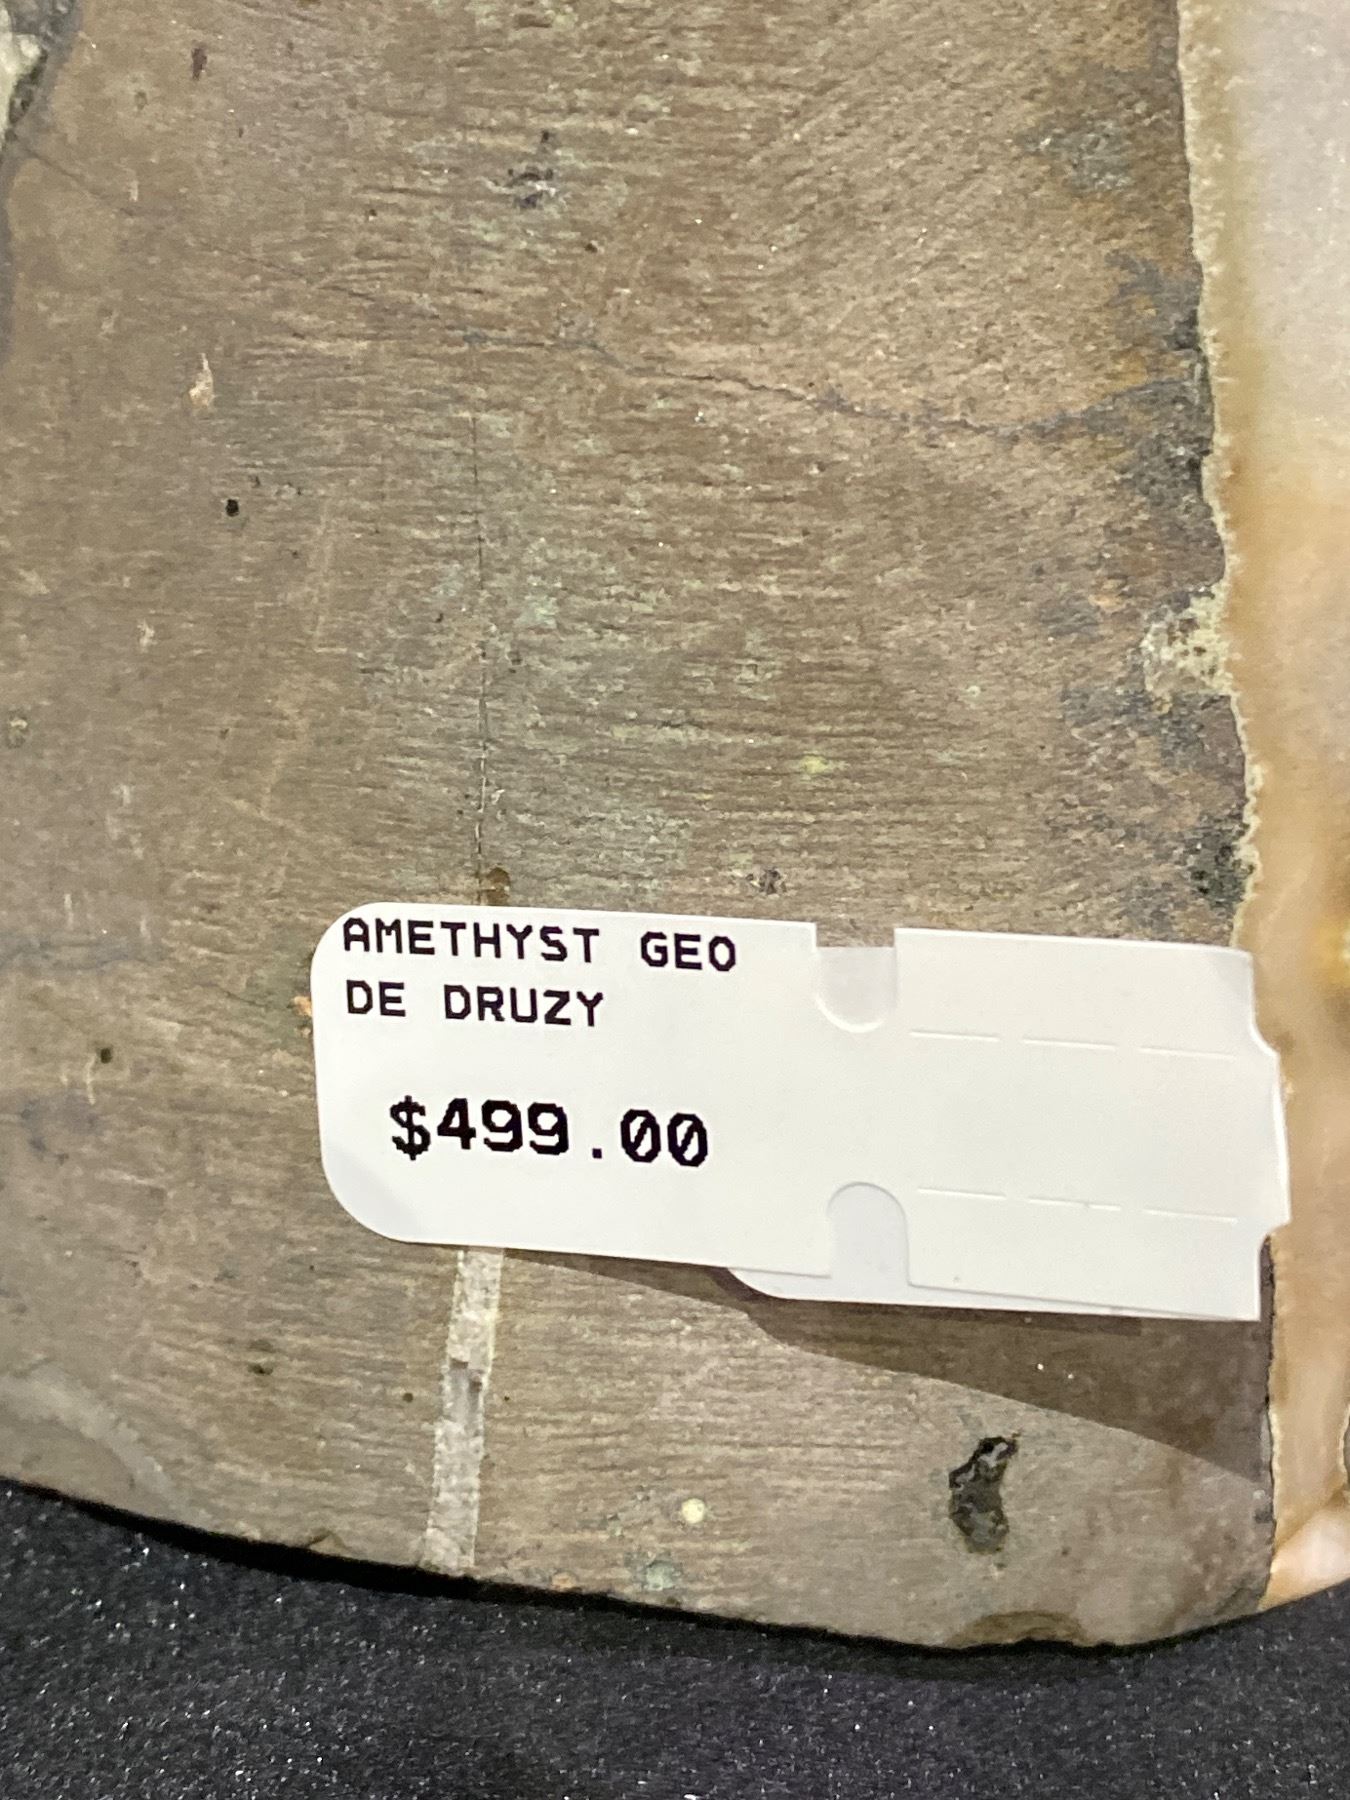 AMETHYST GEO
DE DRUZY
$499.00